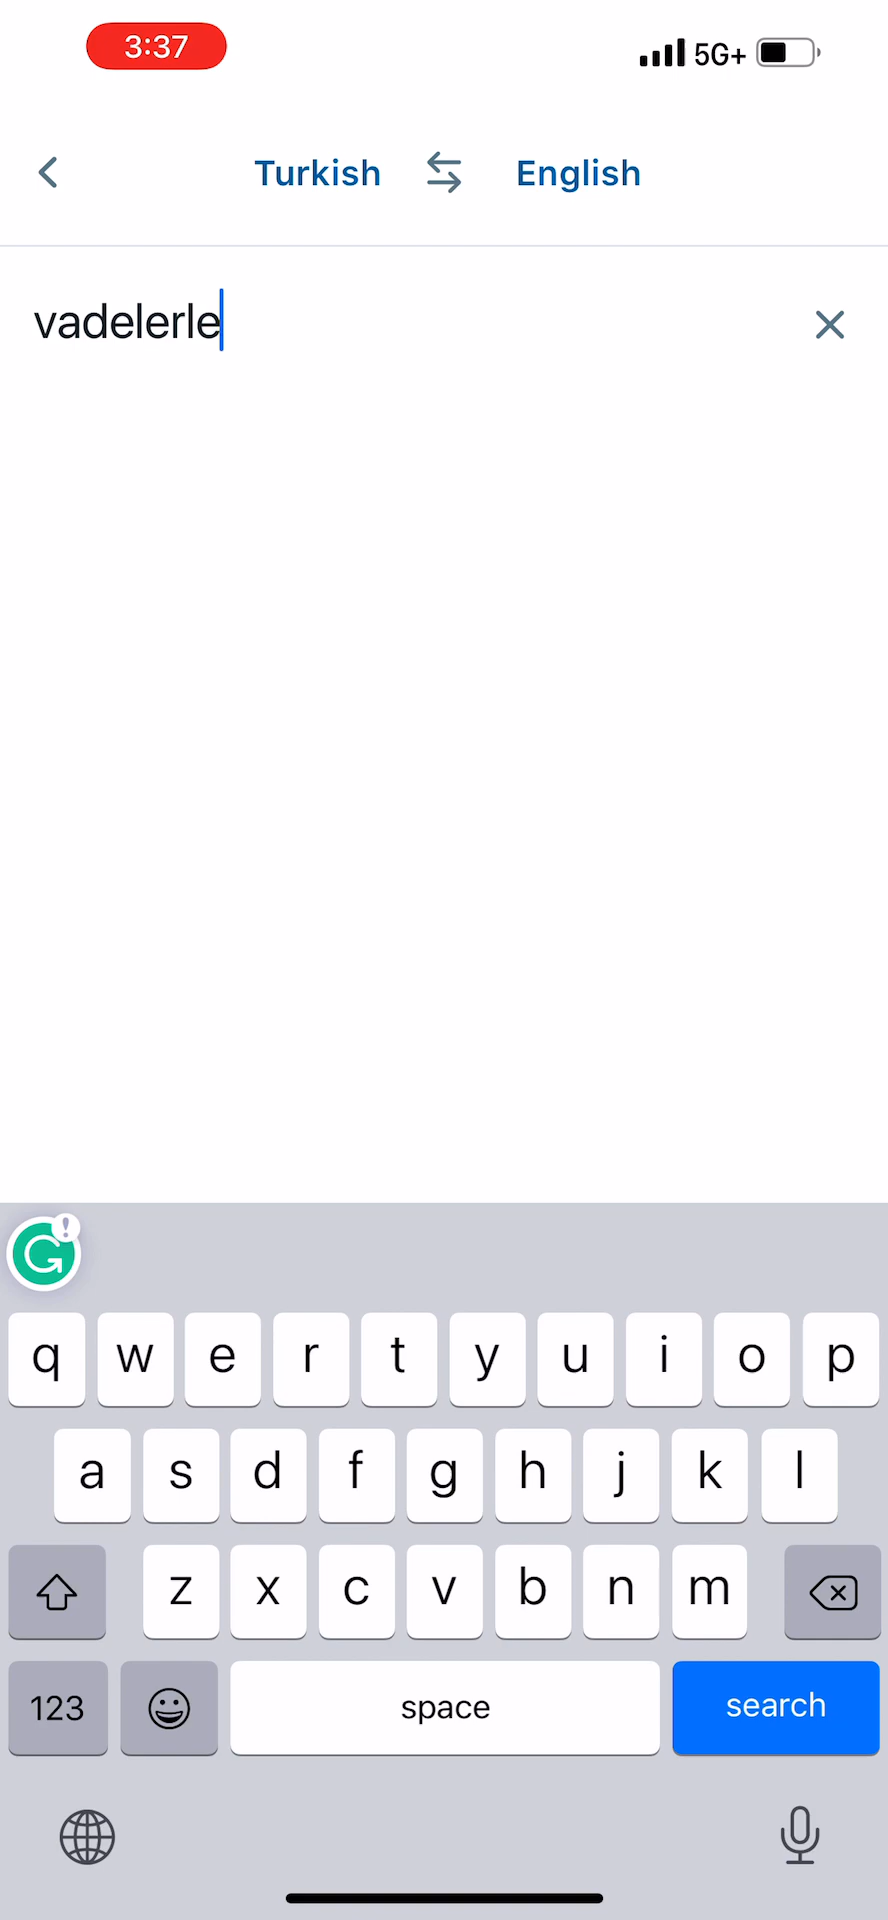 3:37
5G+
Turkish English
vadelerle
q w e r t y u i o p
a s d f g h j k l
z x c v b n m
123 space search